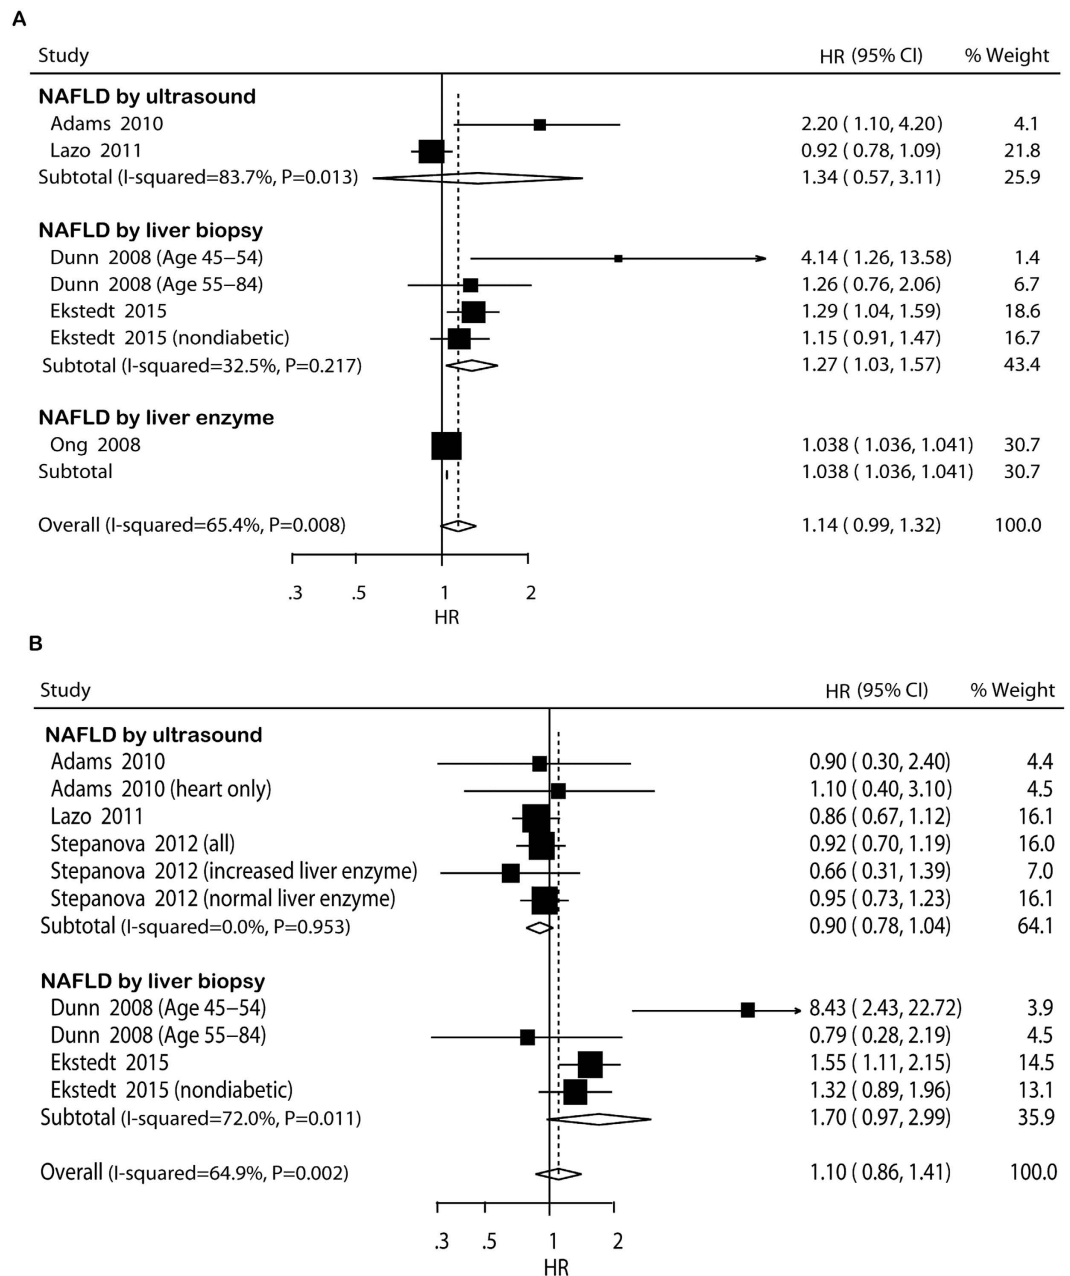 A
Study HR (95% CI) % Weight
NAFLD by ultrasound
Adams 2010 2.20 ( 1.10, 4.20) 4.1
Lazo 2011 0.92 ( 0.78, 1.09) 21.8
Subtotal (I-squared=83.7%, P=0.013) 1.34 ( 0.57, 3.11) 25.9
NAFLD by liver biopsy
Dunn 2008 (Age 45–54) 4.14 ( 1.26, 13.58) 1.4
Dunn 2008 (Age 55–84) 1.26 ( 0.76, 2.06) 6.7
Ekstedt 2015 1.29 ( 1.04, 1.59) 18.6
Ekstedt 2015 (nondiabetic) 1.15 ( 0.91, 1.47) 16.7
Subtotal (I-squared=32.5%, P=0.217) 1.27 ( 1.03, 1.57) 43.4
NAFLD by liver enzyme
Ong 2008 1.038 ( 1.036, 1.041) 30.7
Subtotal 1.038 ( 1.036, 1.041) 30.7
Overall (I-squared=65.4%, P=0.008) 1.14 ( 0.99, 1.32) 100.0
.3 .5 1 2
HR
B
Study HR (95% CI) % Weight
NAFLD by ultrasound
Adams 2010 0.90 ( 0.30, 2.40) 4.4
Adams 2010 (heart only) 1.10 ( 0.40, 3.10) 4.5
Lazo 2011 0.86 ( 0.67, 1.12) 16.1
Stepanova 2012 (all) 0.92 ( 0.70, 1.19) 16.0
Stepanova 2012 (increased liver enzyme) 0.66 ( 0.31, 1.39) 7.0
Stepanova 2012 (normal liver enzyme) 0.95 ( 0.73, 1.23) 16.1
Subtotal (I-squared=0.0%, P=0.953) 0.90 ( 0.78, 1.04) 64.1
NAFLD by liver biopsy
Dunn 2008 (Age 45–54) 8.43 ( 2.43, 22.72) 3.9
Dunn 2008 (Age 55–84) 0.79 ( 0.28, 2.19) 4.5
Ekstedt 2015 1.55 ( 1.11, 2.15) 14.5
Ekstedt 2015 (nondiabetic) 1.32 ( 0.89, 1.96) 13.1
Subtotal (I-squared=72.0%, P=0.011) 1.70 ( 0.97, 2.99) 35.9
Overall (I-squared=64.9%, P=0.002) 1.10 ( 0.86, 1.41) 100.0
.3 .5 1 2
HR